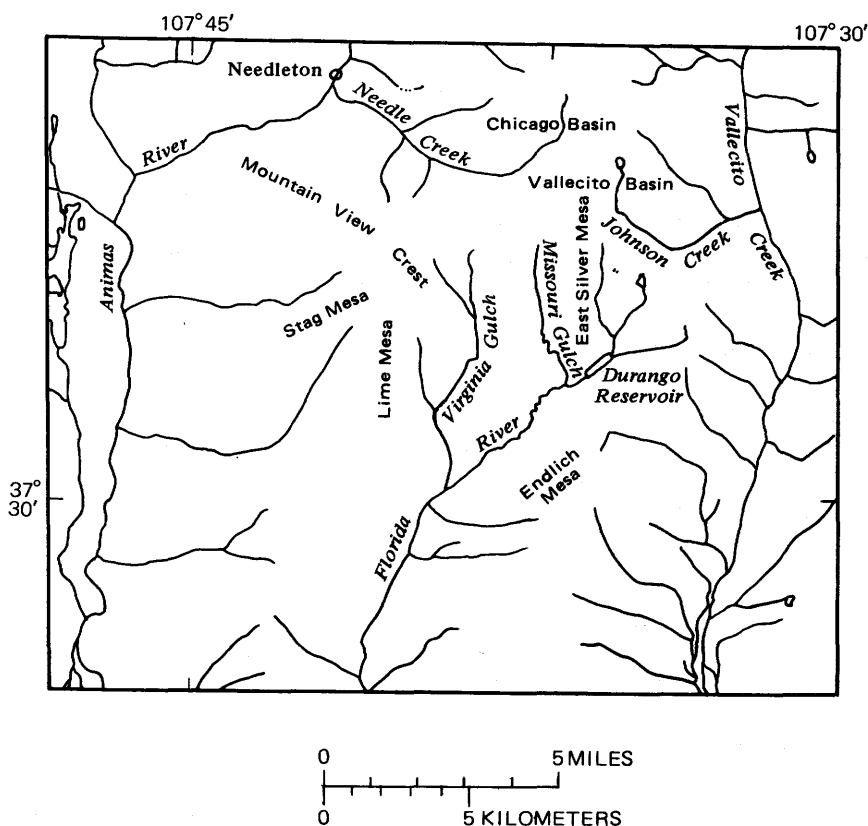 107°45'
107°30'
Needleton
Needle
Creek
Chicago Basin
River
Vallecito
Mountain View
Crest
Vallecito Basin
Johnson
Creek
Creek
Animas
Stag Mesa
Lime Mesa
Virginia
Gulch
Missouri
Gulch
East Silver Mesa
Durango
Reservoir
River
Endlich
Mesa
37°
30'
Florida
0 5 MILES
0 5 KILOMETERS